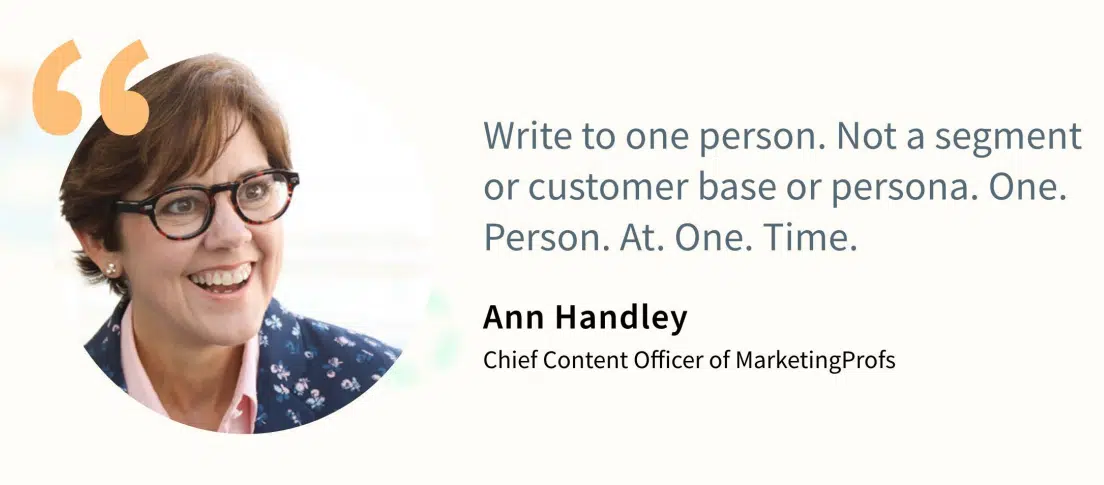 Write to one person. Not a segment
or customer base or persona. One.
Person. At. One. Time.
Ann Handley
Chief Content Officer of MarketingProfs